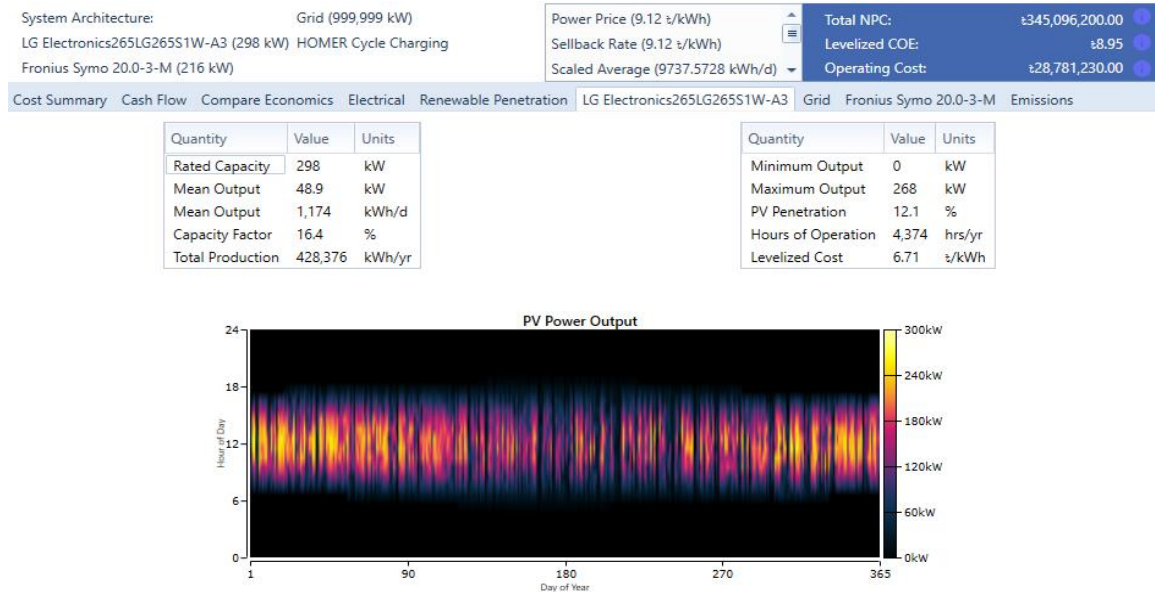 System Architecture: Grid (999,999 kW)
LG Electronics265LG265S1W-A3 (298 kW) HOMER Cycle Charging
Fronius Symo 20.0-3-M (216 kW)
Power Price (9.12 ৳/kWh)
Sellback Rate (9.12 ৳/kWh)
Scaled Average (9737.5728 kWh/d)
Total NPC: ৳345,096,200.00
Levelized COE: ৳8.95
Operating Cost: ৳28,781,230.00
Cost Summary Cash Flow Compare Economics Electrical Renewable Penetration LG Electronics265LG265S1W-A3 Grid Fronius Symo 20.0-3-M Emissions
Quantity Value Units
Rated Capacity 298 kW
Mean Output 48.9 kW
Mean Output 1,174 kWh/d
Capacity Factor 16.4 %
Total Production 428,376 kWh/yr
Quantity Value Units
Minimum Output 0 kW
Maximum Output 268 kW
PV Penetration 12.1 %
Hours of Operation 4,374 hrs/yr
Levelized Cost 6.71 ৳/kWh
PV Power Output
24
18
12
6
0
Hour of Day
1 90 180 270 365
Day of Year
300kW
240kW
180kW
120kW
60kW
0kW